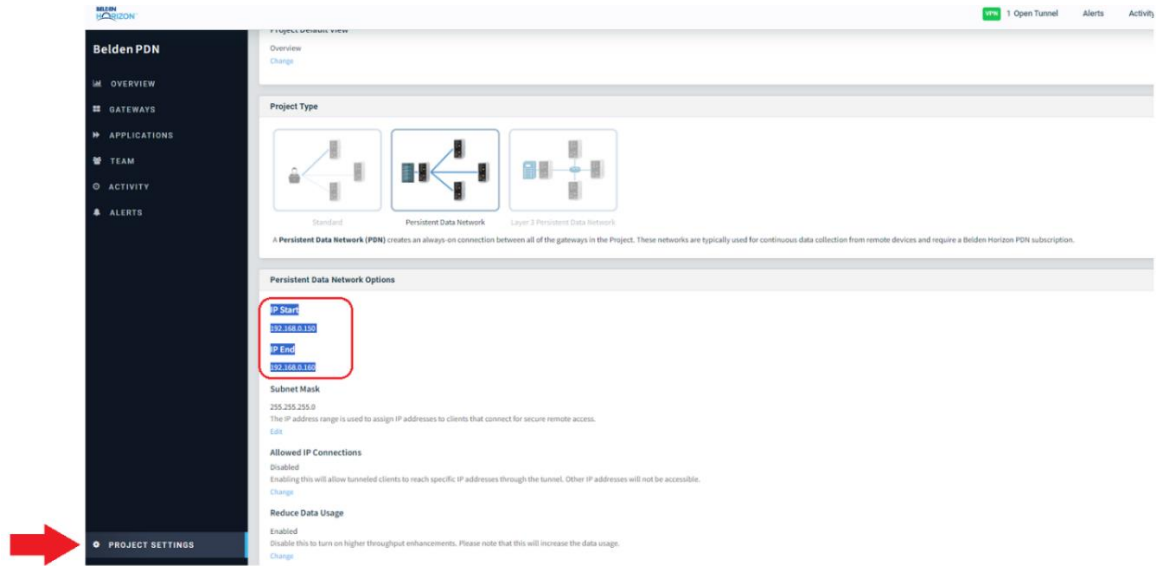 BELDEN
HORIZON
VPN 1 Open Tunnel Alerts Activity
Belden PDN
OVERVIEW
GATEWAYS
APPLICATIONS
TEAM
ACTIVITY
ALERTS
PROJECT SETTINGS
Project Default View
Overview
Change
Project Type
Standard
Persistent Data Network
Layer 2 Persistent Data Network
A Persistent Data Network (PDN) creates an always-on connection between all of the gateways in the Project. These networks are typically used for continuous data collection from remote devices and require a Belden Horizon PDN subscription.
Persistent Data Network Options
IP Start
192.168.0.150
IP End
192.168.0.160
Subnet Mask
255.255.255.0
The IP address range is used to assign IP addresses to clients that connect for secure remote access.
Edit
Allowed IP Connections
Disabled
Enabling this will allow tunneled clients to reach specific IP addresses through the tunnel. Other IP addresses will not be accessible.
Change
Reduce Data Usage
Enabled
Disable this to turn on higher throughput enhancements. Please note that this will increase the data usage.
Change